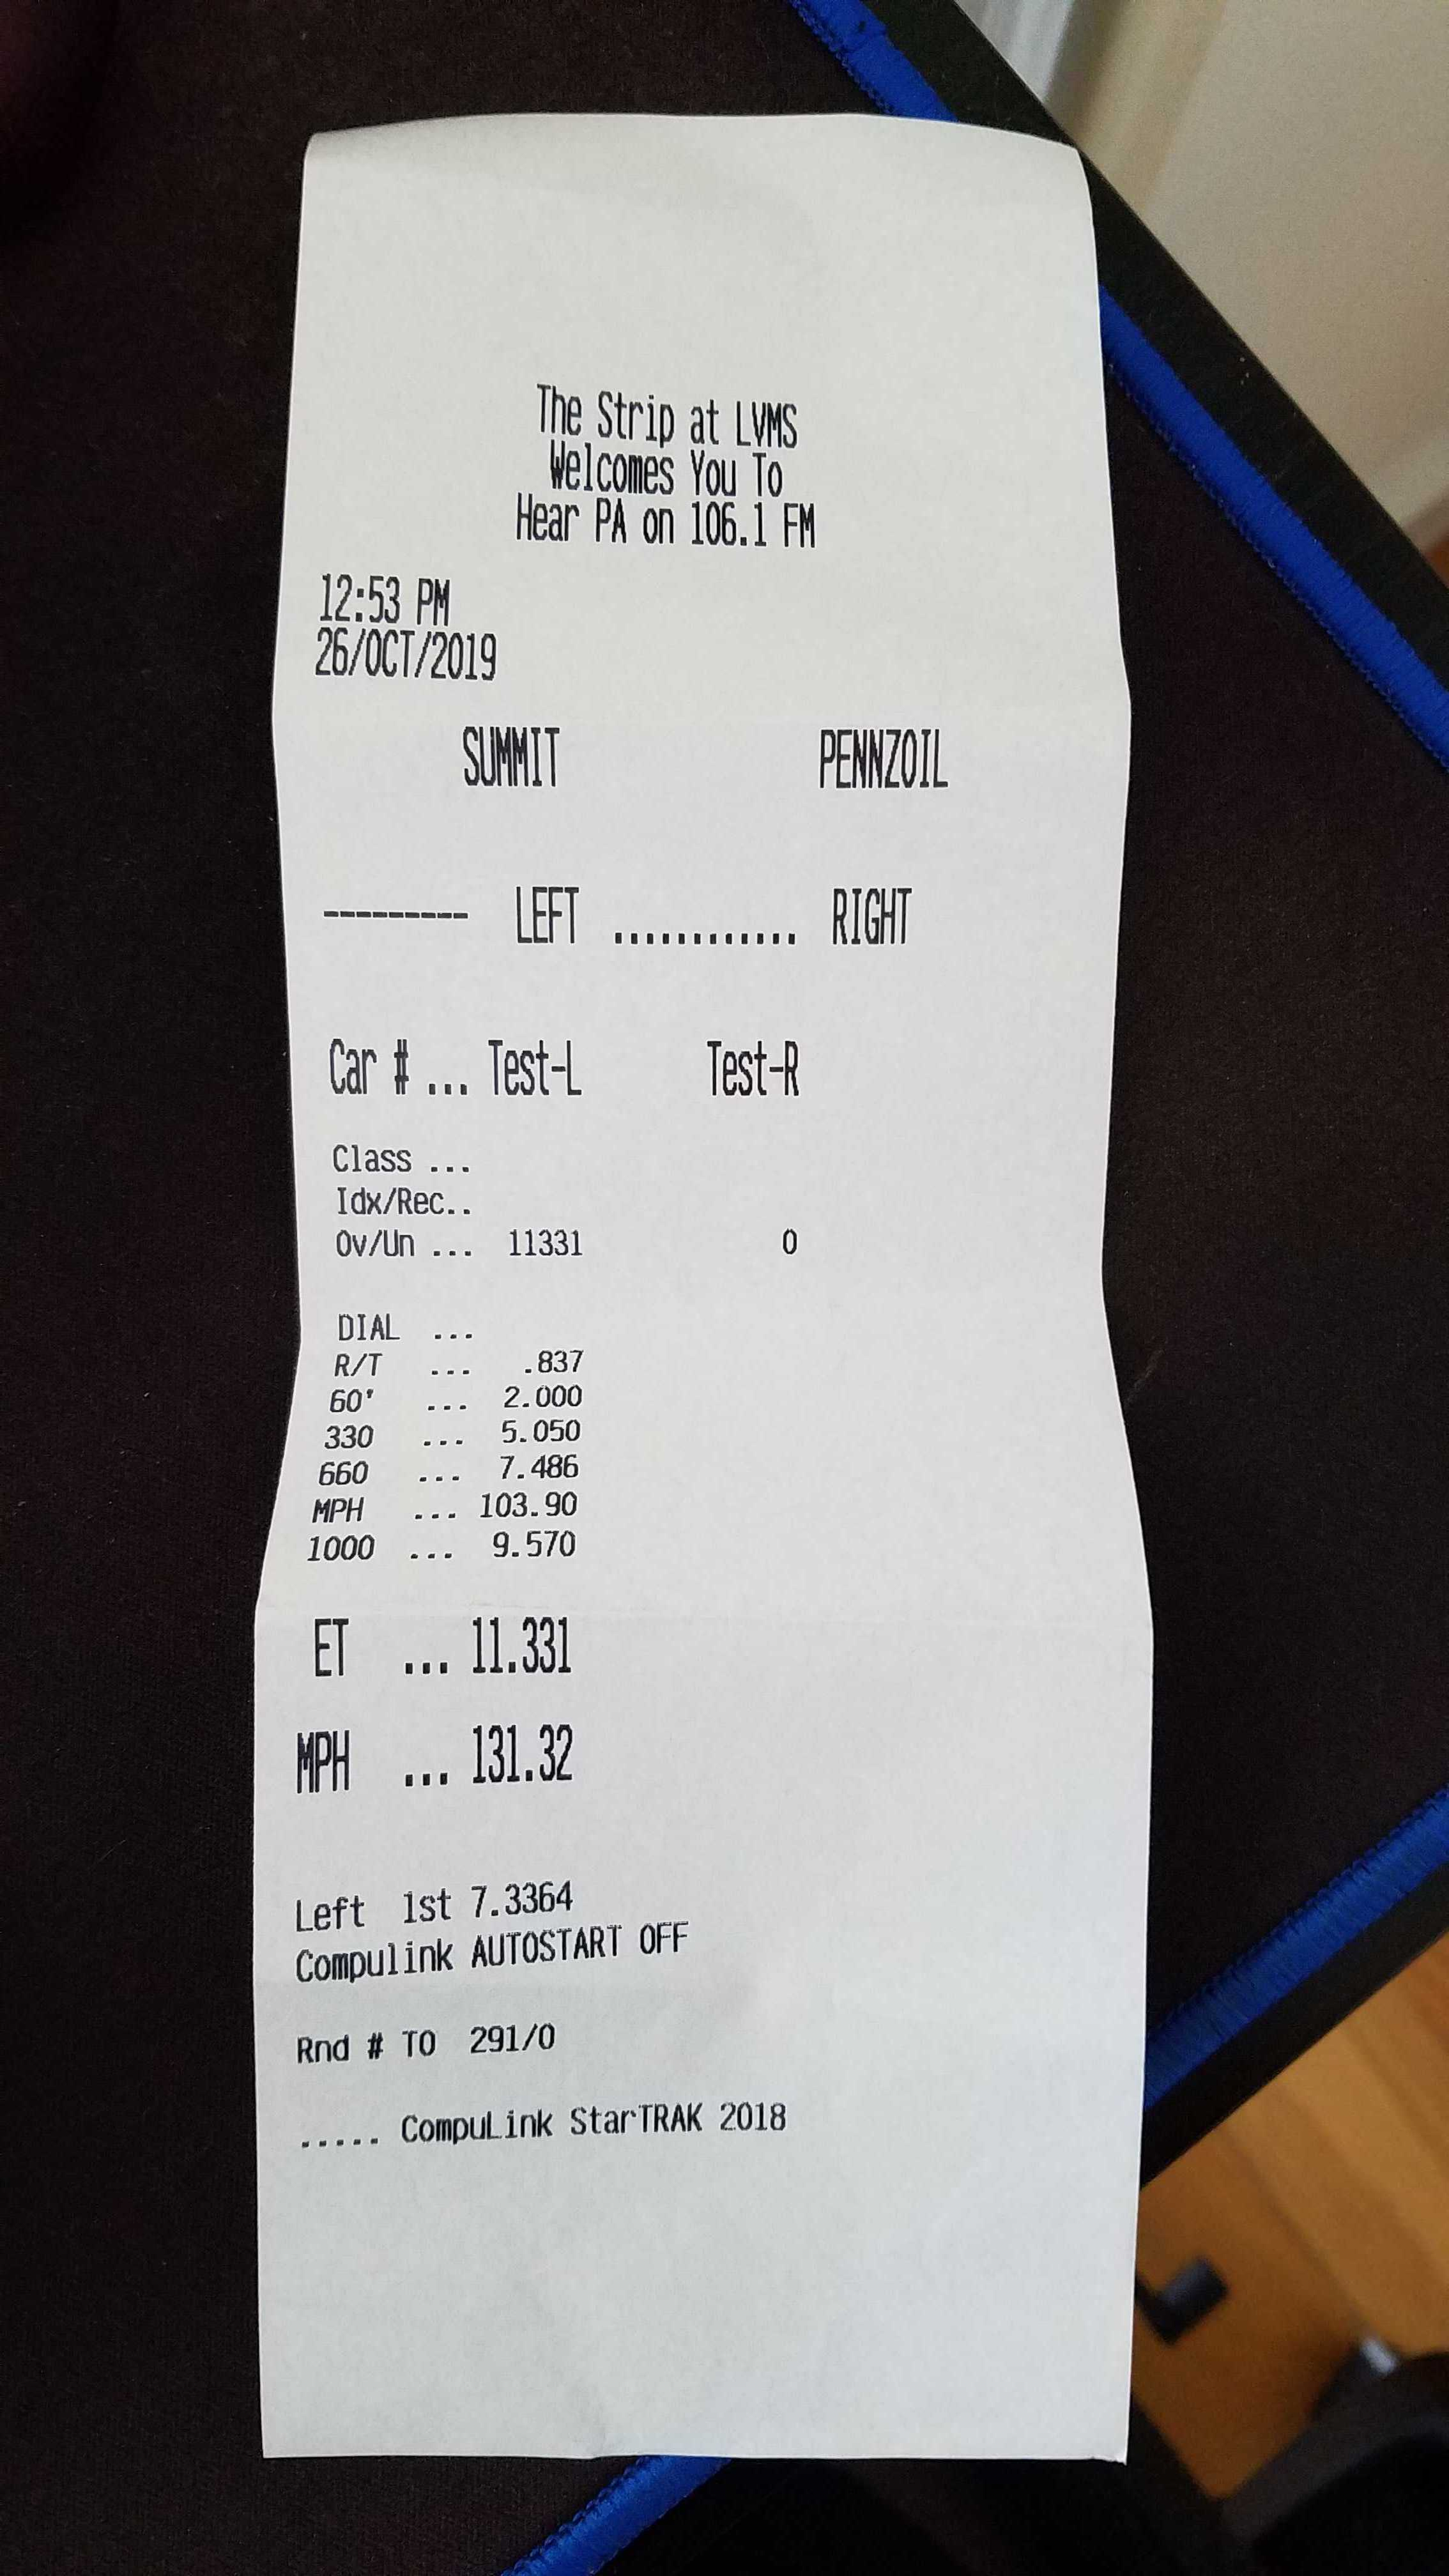 The Strip at LVMS
Welcomes You To
Hear PA on 106.1 FM
12:53 PM
26/OCT/2019
SUMMIT PENNZOIL
--------- LEFT ............ RIGHT
Car # ... Test-L Test-R
Class ...
Idx/Rec..
Ov/Un ... 11331 0
DIAL ...
R/T ... .837
60' ... 2.000
330 ... 5.050
660 ... 7.486
MPH ... 103.90
1000 ... 9.570
ET ... 11.331
MPH ... 131.32
Left 1st 7.3364
Compulink AUTOSTART OFF
Rnd # TO 291/0
..... CompuLink StarTRAK 2018